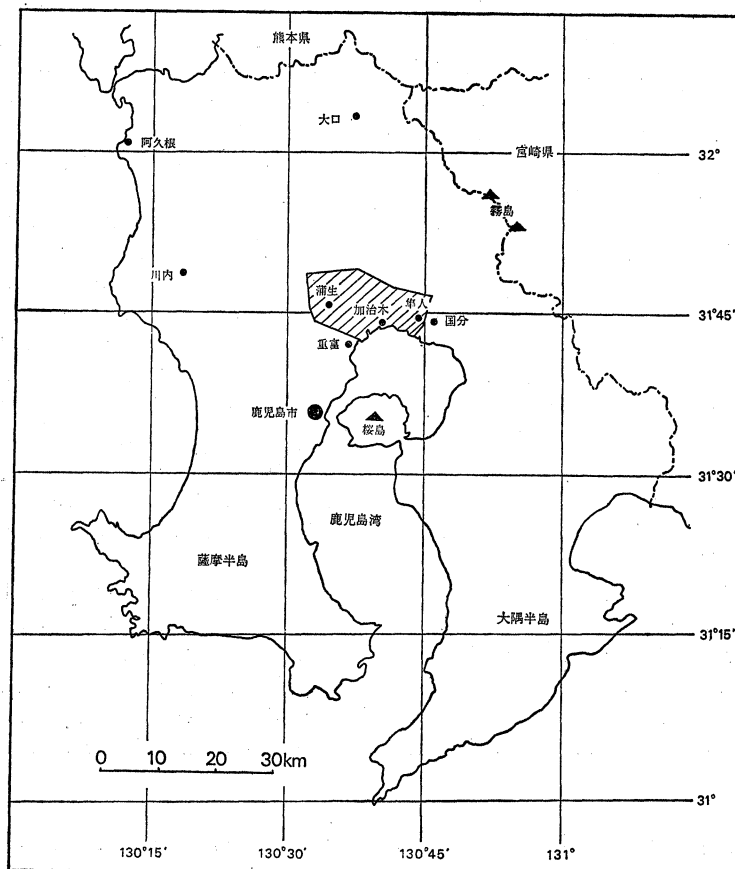 熊本県
大口
阿久根
32°
宮崎県
霧島
川内
蒲生
加治木
隼人
国分
31°45'
重富
鹿児島市
桜島
31°30'
鹿児島湾
薩摩半島
大隅半島
31°15'
0 10 20 30km
31°
130°15' 130°30' 130°45' 131°